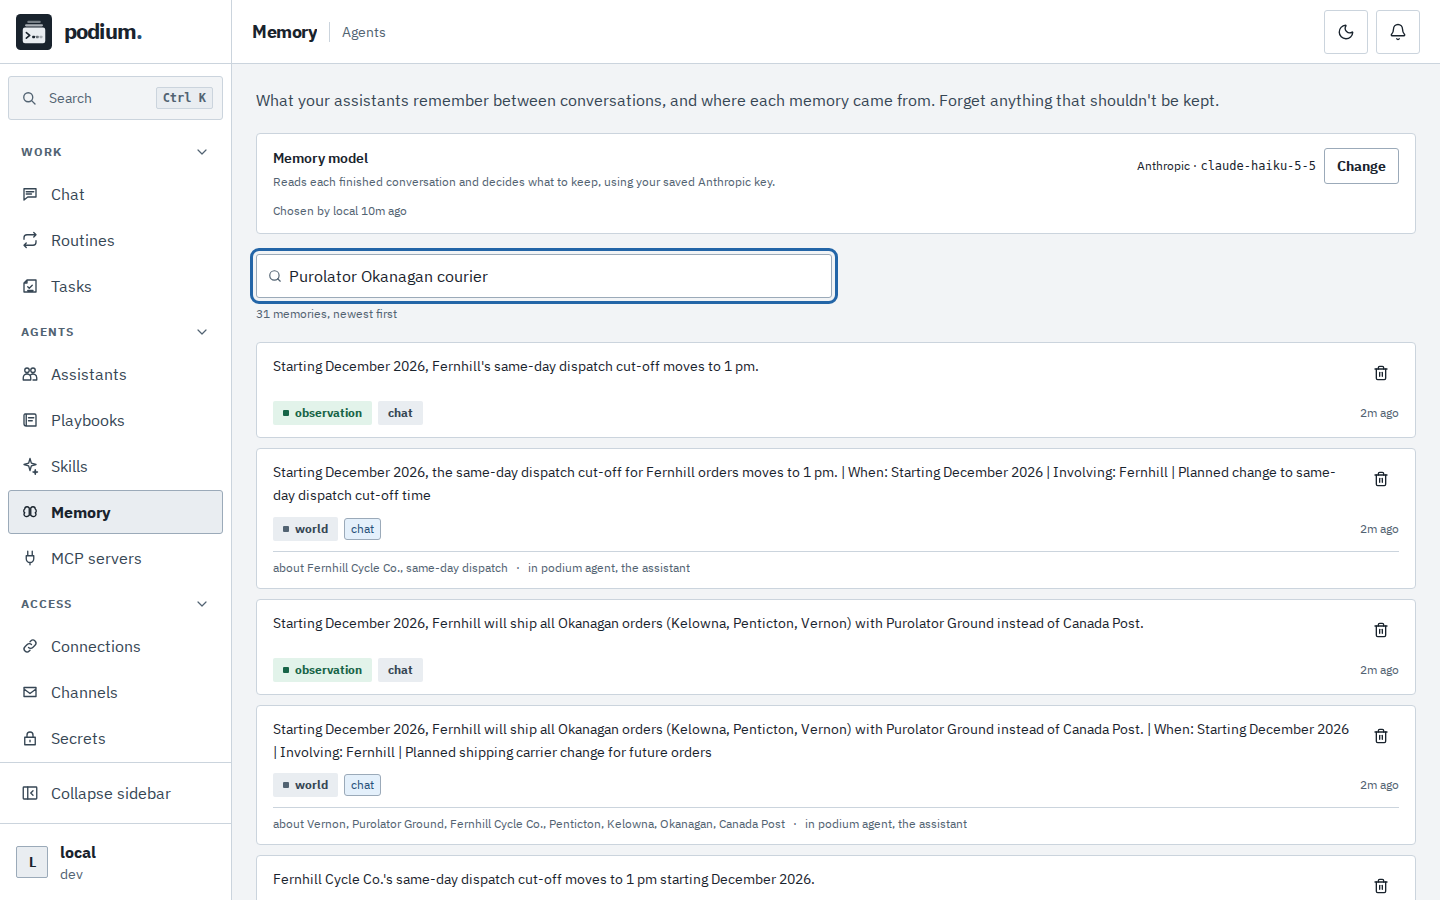 podium.
Memory
Agents
Search
Ctrl K
WORK
Chat
Routines
Tasks
AGENTS
Assistants
Playbooks
Skills
Memory
MCP servers
ACCESS
Connections
Channels
Secrets
Collapse sidebar
L
local
dev
What your assistants remember between conversations, and where each memory came from. Forget anything that shouldn't be kept.
Memory model
Reads each finished conversation and decides what to keep, using your saved Anthropic key.
Chosen by local 10m ago
Anthropic · claude-haiku-5-5
Change
Purolator Okanagan courier
31 memories, newest first
Starting December 2026, Fernhill's same-day dispatch cut-off moves to 1 pm.
observation
chat
2m ago
Starting December 2026, the same-day dispatch cut-off for Fernhill orders moves to 1 pm. | When: Starting December 2026 | Involving: Fernhill | Planned change to same-
day dispatch cut-off time
world
chat
2m ago
about Fernhill Cycle Co., same-day dispatch · in podium agent, the assistant
Starting December 2026, Fernhill will ship all Okanagan orders (Kelowna, Penticton, Vernon) with Purolator Ground instead of Canada Post.
observation
chat
2m ago
Starting December 2026, Fernhill will ship all Okanagan orders (Kelowna, Penticton, Vernon) with Purolator Ground instead of Canada Post. | When: Starting December 2026
| Involving: Fernhill | Planned shipping carrier change for future orders
world
chat
2m ago
about Vernon, Purolator Ground, Fernhill Cycle Co., Penticton, Kelowna, Okanagan, Canada Post · in podium agent, the assistant
Fernhill Cycle Co.'s same-day dispatch cut-off moves to 1 pm starting December 2026.